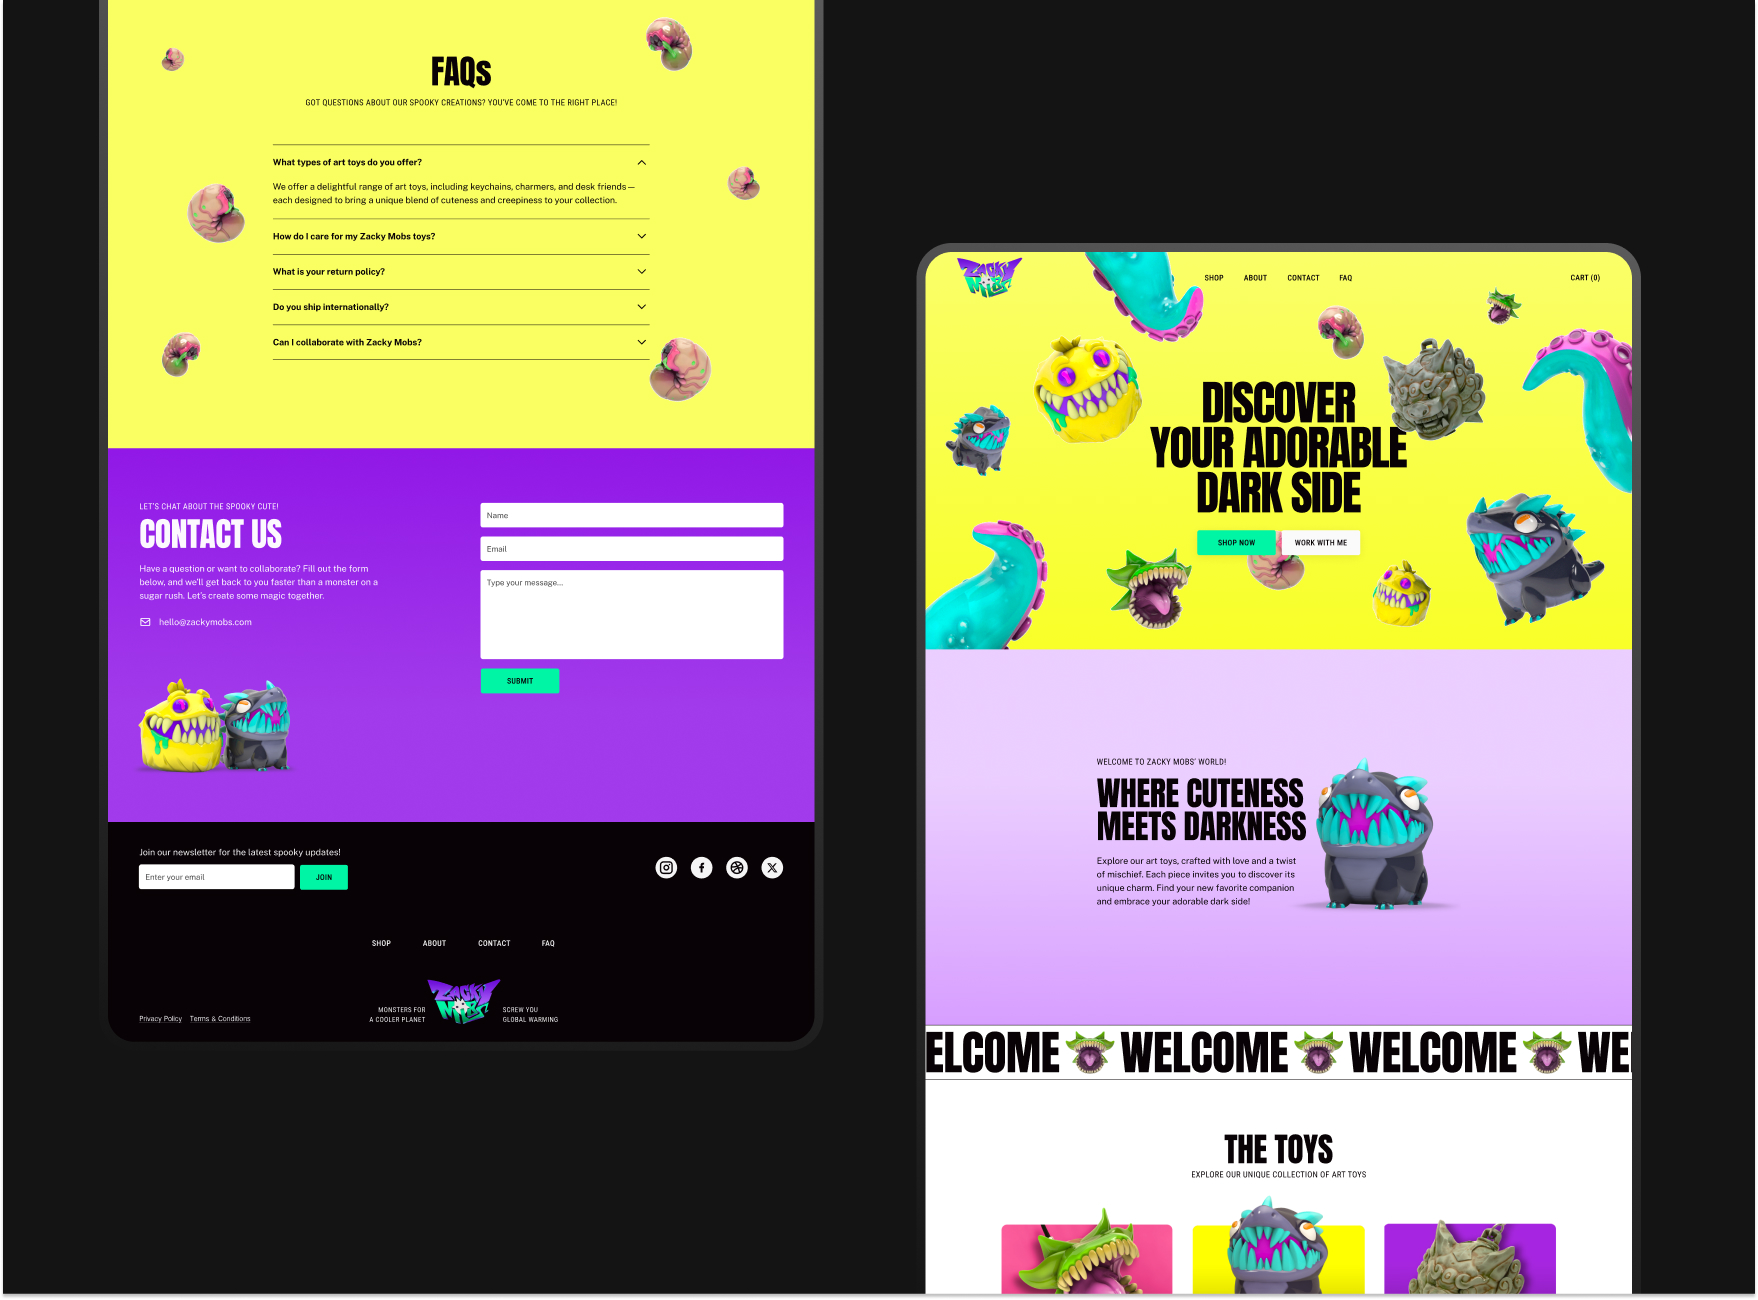 FAQs
GOT QUESTIONS ABOUT OUR SPOOKY CREATIONS? YOU'VE COME TO THE RIGHT PLACE!
What types of art toys do you offer?
We offer a delightful range of art toys, including keychains, charmers, and desk friends—
each designed to bring a unique blend of cuteness and creepiness to your collection.
How do I care for my Zacky Mobs toys?
What is your return policy?
Do you ship internationally?
Can I collaborate with Zacky Mobs?
LET'S CHAT ABOUT THE SPOOKY CUTE!
CONTACT US
Have a question or want to collaborate? Fill out the form
below, and we'll get back to you faster than a monster on a
sugar rush. Let's create some magic together.
hello@zackymobs.com
Name
Email
Type your message...
SUBMIT
Join our newsletter for the latest spooky updates!
Enter your email
JOIN
SHOP ABOUT CONTACT FAQ
MONSTERS FOR
A COOLER PLANET
ZACKY
MOBS
SCREW YOU
GLOBAL WARMING
Privacy Policy Terms & Conditions
ZACKY
MOBS
SHOP ABOUT CONTACT FAQ
CART (0)
DISCOVER
YOUR ADORABLE
DARK SIDE
SHOP NOW
WORK WITH ME
WELCOME TO ZACKY MOBS' WORLD!
WHERE CUTENESS
MEETS DARKNESS
Explore our art toys, crafted with love and a twist
of mischief. Each piece invites you to discover its
unique charm. Find your new favorite companion
and embrace your adorable dark side!
ELCOME WELCOME WELCOME WE
THE TOYS
EXPLORE OUR UNIQUE COLLECTION OF ART TOYS